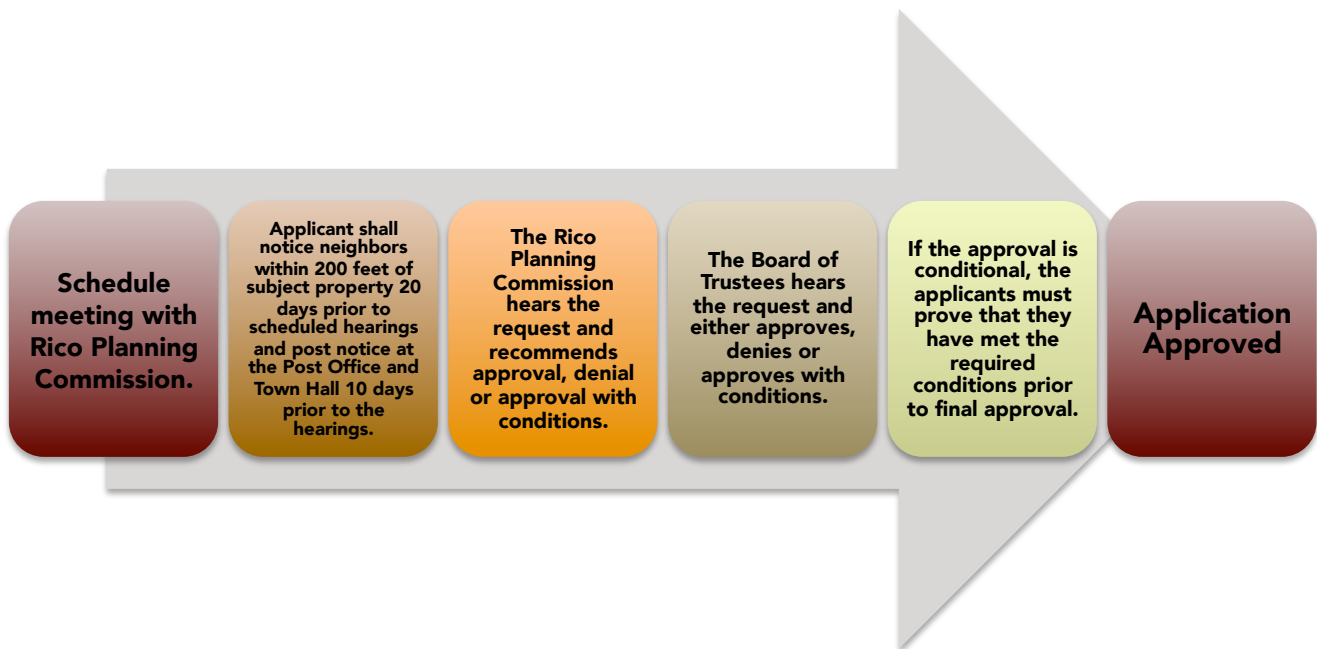 Schedule
meeting with
Rico Planning
Commission.
Applicant shall
notice neighbors
within 200 feet of
subject property 20
days prior to
scheduled hearings
and post notice at
the Post Office and
Town Hall 10 days
prior to the
hearings.
The Rico
Planning
Commission
hears the
request and
recommends
approval, denial
or approval with
conditions.
The Board of
Trustees hears
the request and
either approves,
denies or
approves with
conditions.
If the approval is
conditional, the
applicants must
prove that they
have met the
required
conditions prior
to final approval.
Application
Approved